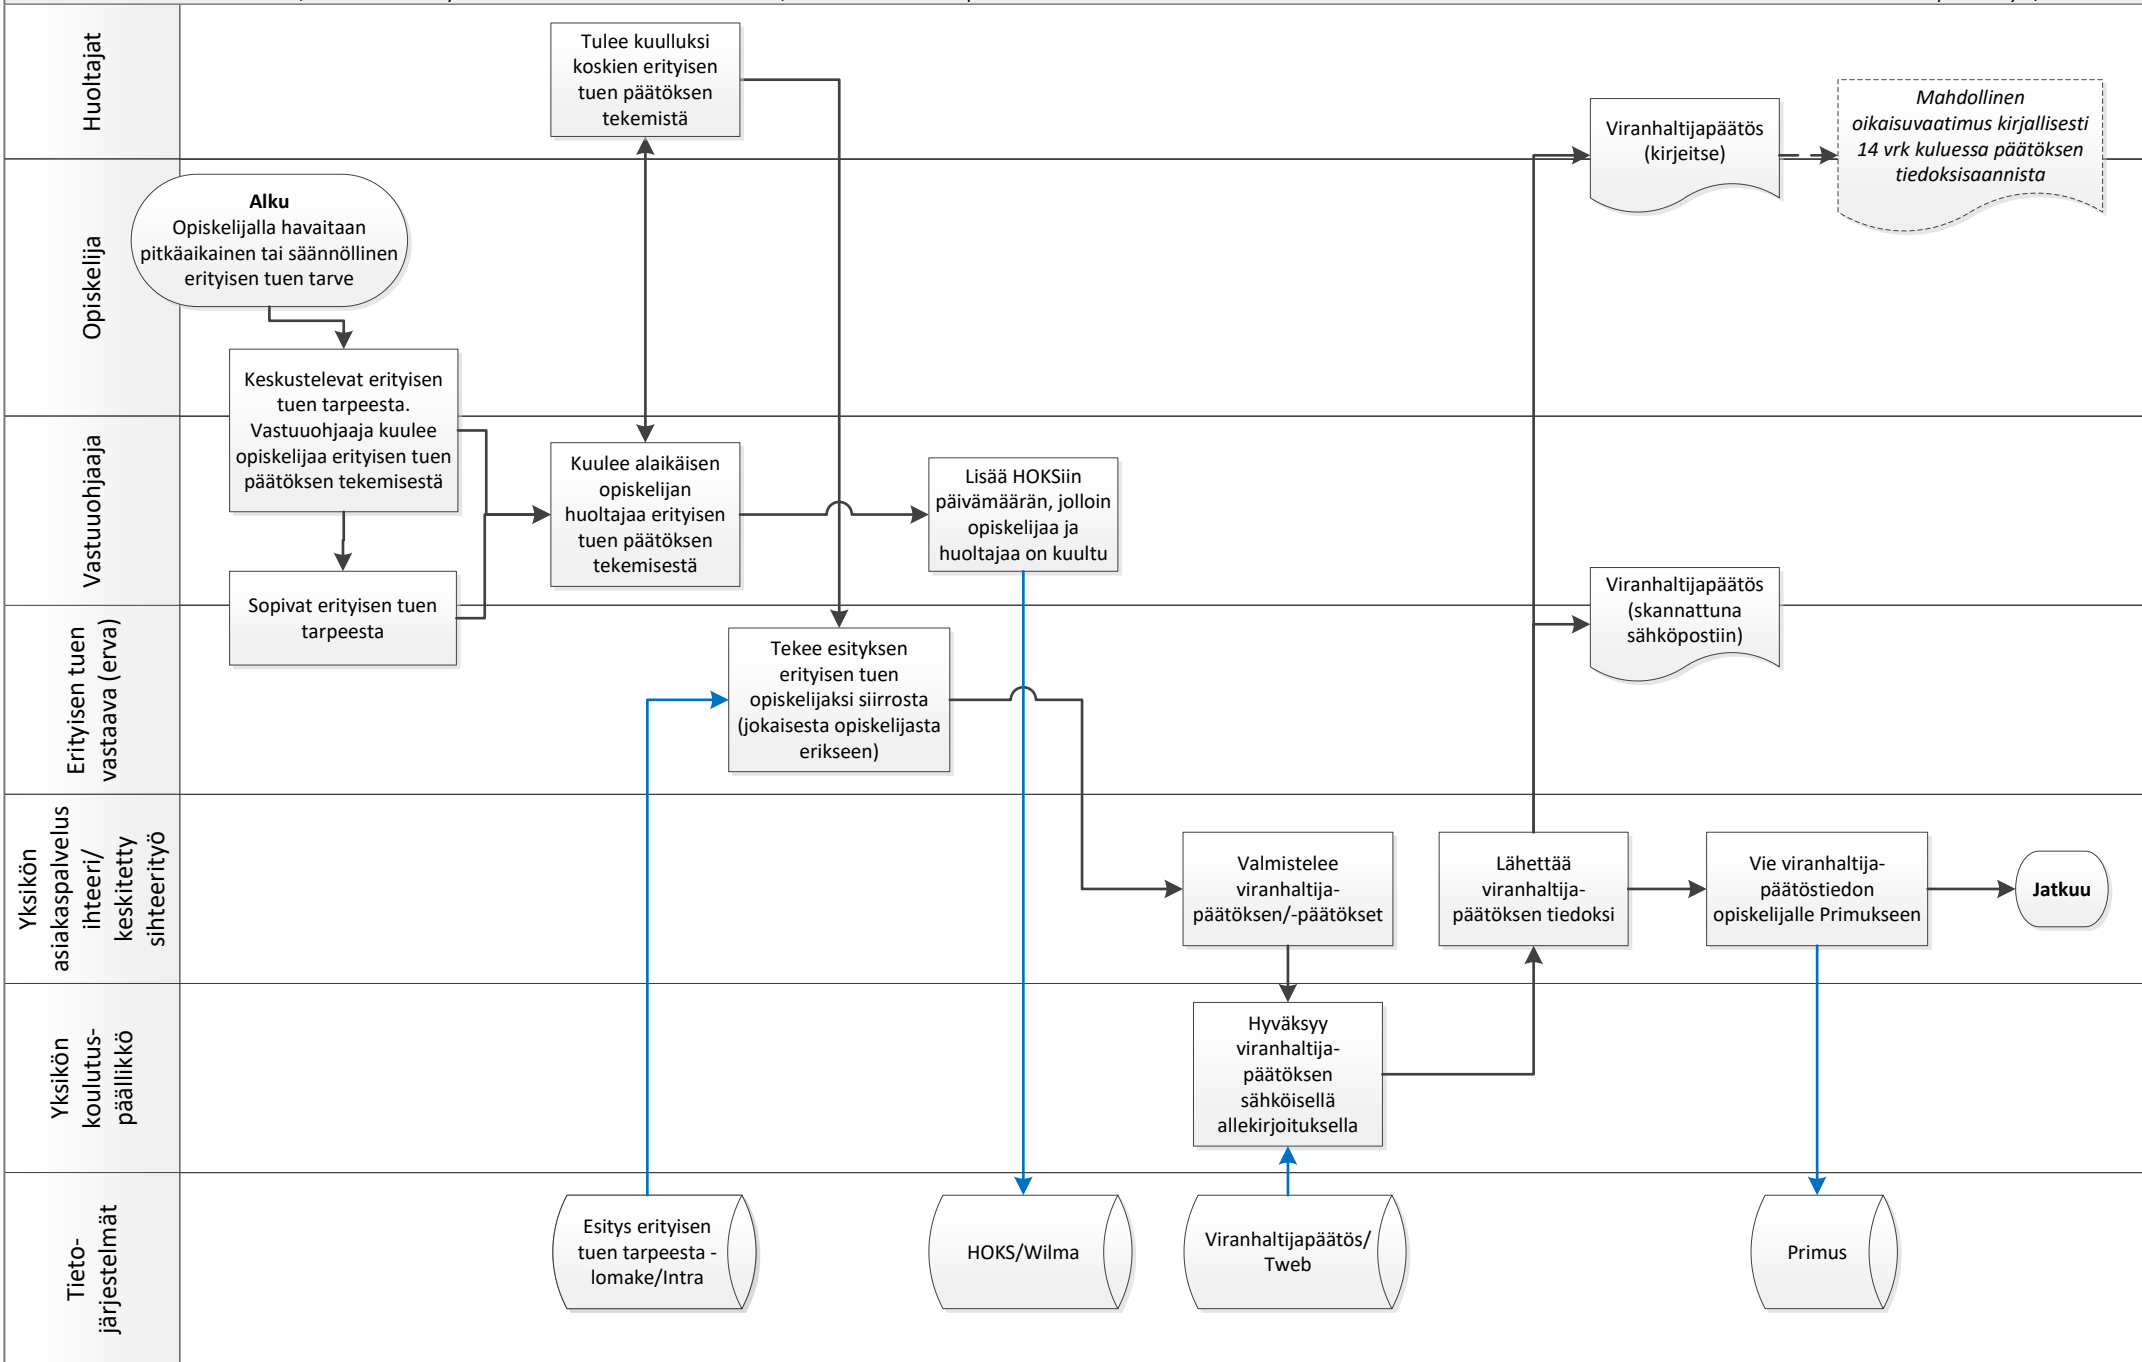 Huoltajat
Tulee kuulluksi
koskien erityisen
tuen päätöksen
tekemistä
Viranhaltijapäätös
(kirjeitse)
Mahdollinen
oikaisuvaatimus kirjallisesti
14 vrk kuluessa päätöksen
tiedoksisaannista
Opiskelija
Alku
Opiskelijalla havaitaan
pitkäaikainen tai säännöllinen
erityisen tuen tarve
Keskustelevat erityisen
tuen tarpeesta.
Vastuuohjaaja kuulee
opiskelijaa erityisen tuen
päätöksen tekemisestä
Vastuuohjaaja
Kuulee alaikäisen
opiskelijan
huoltajaa erityisen
tuen päätöksen
tekemisestä
Lisää HOKSiin
päivämäärän, jolloin
opiskelijaa ja
huoltajaa on kuultu
Sopivat erityisen tuen
tarpeesta
Viranhaltijapäätös
(skannattuna
sähköpostiin)
Erityisen tuen
vastaava (erva)
Tekee esityksen
erityisen tuen
opiskelijaksi siirrosta
(jokaisesta opiskelijasta
erikseen)
Yksikön
asiakaspalvelus
ihteeri/
keskitetty
sihteerityö
Valmistelee
viranhaltija-
päätöksen/-päätökset
Lähettää
viranhaltija-
päätöksen tiedoksi
Vie viranhaltija-
päätöstiedon
opiskelijalle Primukseen
Jatkuu
Yksikön
koulutus-
päällikkö
Hyväksyy
viranhaltija-
päätöksen
sähköisellä
allekirjoituksella
Tieto-
järjestelmät
Esitys erityisen
tuen tarpeesta -
lomake/Intra
HOKS/Wilma
Viranhaltijapäätös/
Tweb
Primus